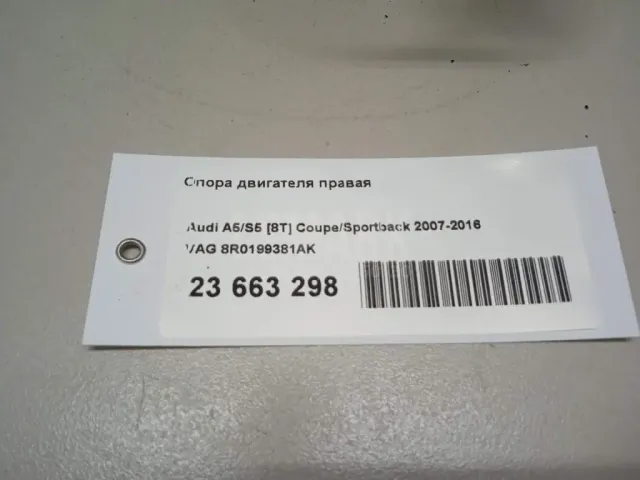 Опора двигателя правая
Audi A5/S5 [8T] Coupe/Sportback 2007-2016
VAG 8R0199381AK
23 663 298